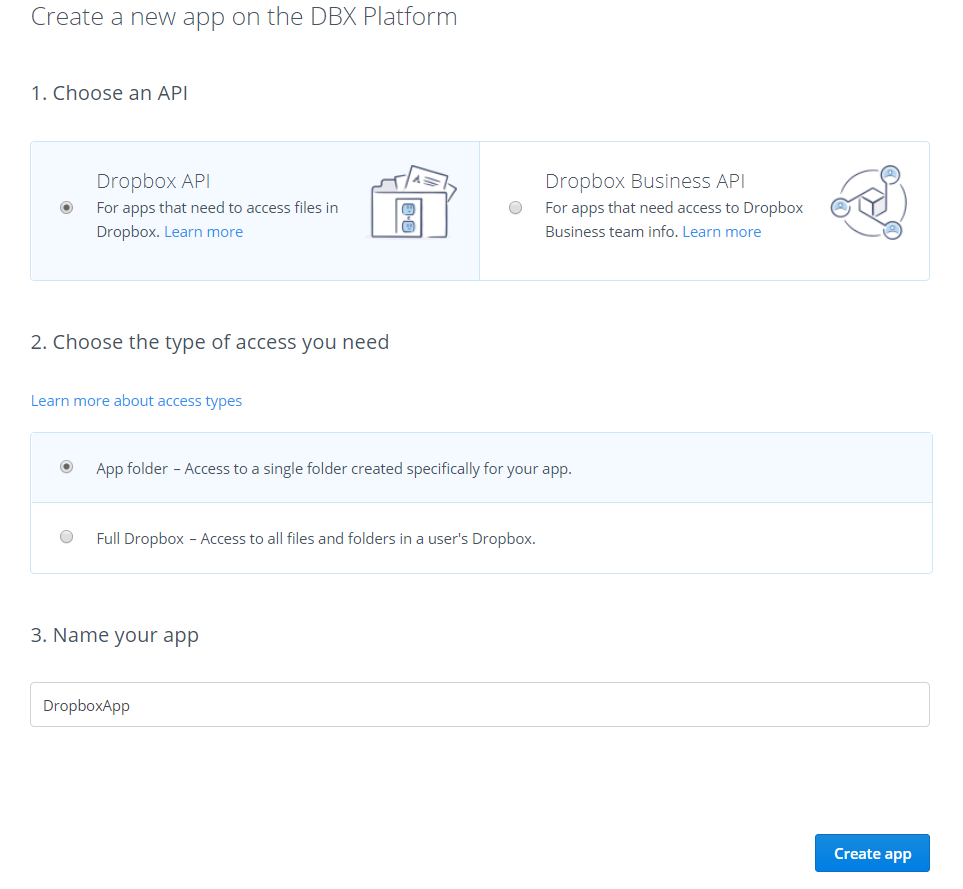 Create a new app on the DBX Platform
1. Choose an API
Dropbox API
For apps that need to access files in
Dropbox. Learn more
Dropbox Business API
For apps that need access to Dropbox
Business team info. Learn more
2. Choose the type of access you need
Learn more about access types
App folder – Access to a single folder created specifically for your app.
Full Dropbox – Access to all files and folders in a user's Dropbox.
3. Name your app
DropboxApp
Create app